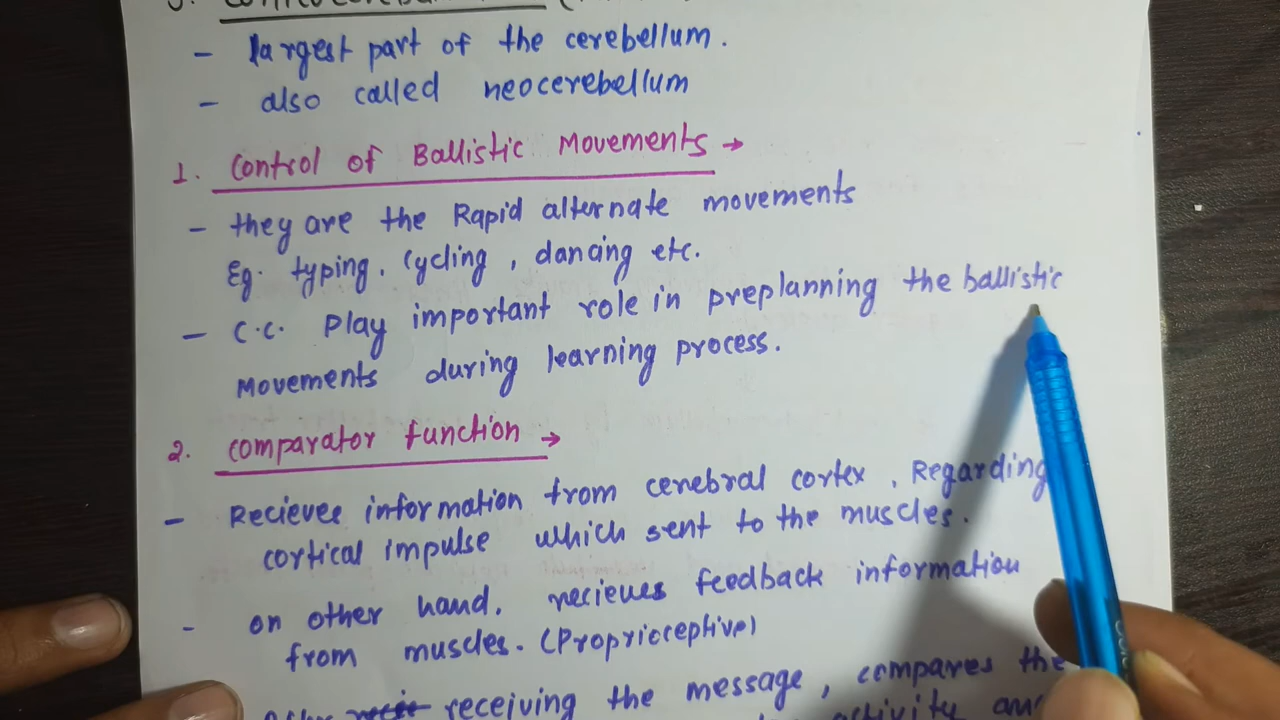 3. Corticocerebellum
- largest part of the cerebellum.
- also called neocerebellum
1. Control of Ballistic Movements →
- they are the Rapid alternate movements
Eg. typing, Cycling, dancing etc.
- C.C. Play important role in preplanning the ballistic
Movements during learning process.
2. Comparator function →
- Recieves information from cerebral cortex, Regarding
cortical impulse which sent to the muscles.
- on other hand, recieves feedback information
from muscles. (Proprioceptive)
receiving the message, compares the
activity